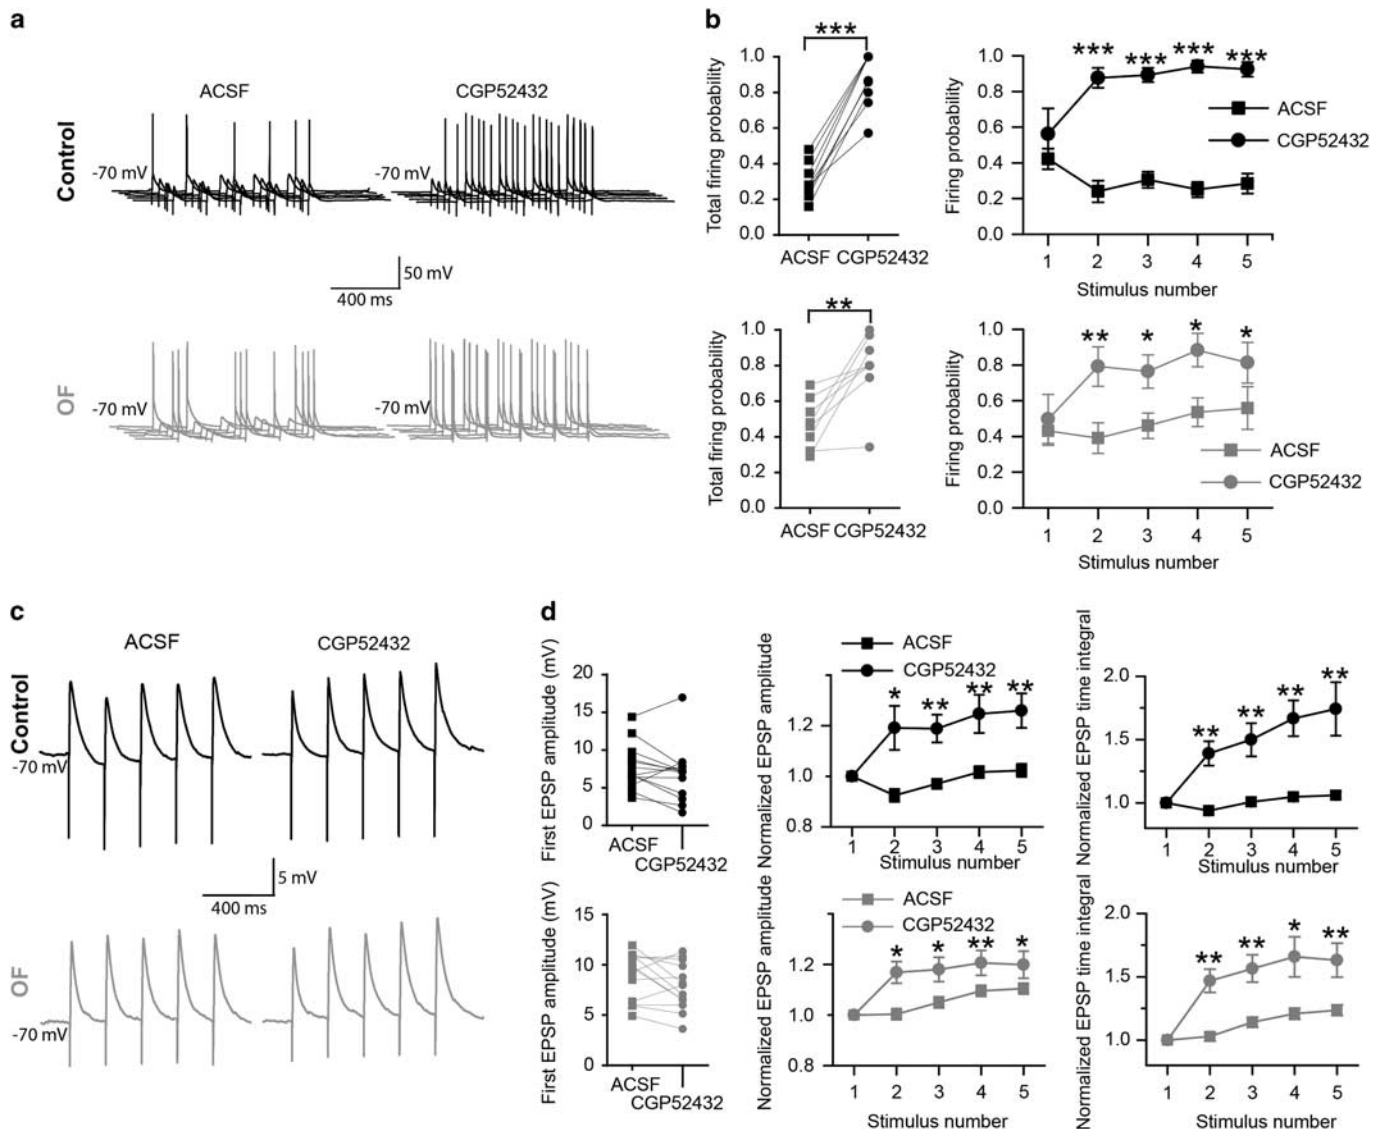 a
ACSF
CGP52432
Control
-70 mV
-70 mV
50 mV
400 ms
OF
-70 mV
-70 mV
b
***
Total firing probability
1.0
0.8
0.6
0.4
0.2
0.0
ACSF CGP52432
*** *** *** ***
Firing probability
1.0
0.8
0.6
0.4
0.2
0.0
ACSF
CGP52432
1 2 3 4 5
Stimulus number
**
Total firing probability
1.0
0.8
0.6
0.4
0.2
0.0
ACSF CGP52432
** * * *
Firing probability
1.0
0.8
0.6
0.4
0.2
0.0
ACSF
CGP52432
1 2 3 4 5
Stimulus number
c
ACSF
CGP52432
Control
-70 mV
5 mV
400 ms
OF
-70 mV
d
First EPSP amplitude (mV)
20
15
10
5
0
ACSF
CGP52432
Normalized EPSP amplitude
ACSF
CGP52432
* ** ** **
1.2
1.0
0.8
1 2 3 4 5
Stimulus number
Normalized EPSP time integral
2.0
1.5
1.0
** ** ** **
1 2 3 4 5
Stimulus number
First EPSP amplitude (mV)
15
10
5
0
ACSF
CGP52432
Normalized EPSP amplitude
ACSF
CGP52432
* * ** *
1.2
1.0
0.8
1 2 3 4 5
Stimulus number
Normalized EPSP time integral
2.0
1.5
1.0
** ** * **
1 2 3 4 5
Stimulus number